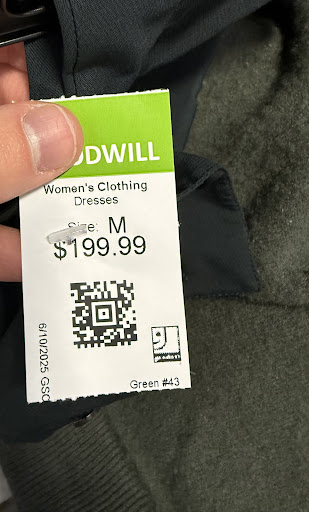 ODWILL
Women's Clothing
Dresses
Size: M
$199.99
6/10/2025 GSC
Green #43